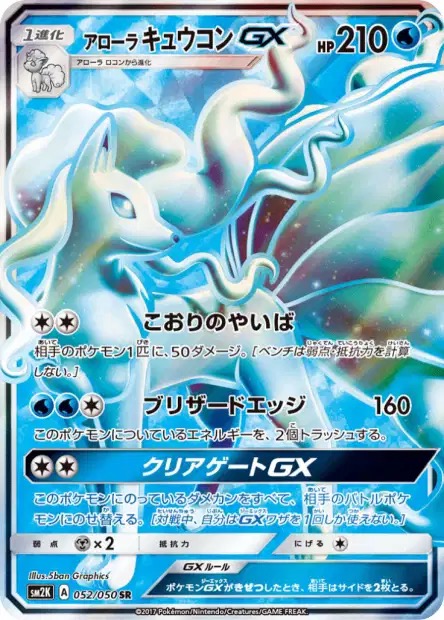 1進化 アローラ キュウコンGX HP210
アローラ ロコンから進化
こおりのやいば
相手のポケモン1匹に、50ダメージ。[ベンチは弱点・抵抗力を計算
しない。]
ブリザードエッジ 160
このポケモンについているエネルギーを、2個トラッシュする。
クリアゲートGX
このポケモンにのっているダメカンをすべて、相手のバトルポケ
モンにのせ替える。[対戦中、自分はGXワザを1回しか使えない。]
弱点 ×2 抵抗力 にげる
GXルール
ポケモンGXがきぜつしたとき、相手はサイドを2枚とる。
Illus.5ban Graphics
SM2K A 052/050 SR
©2017 Pokémon/Nintendo/Creatures/GAME FREAK.